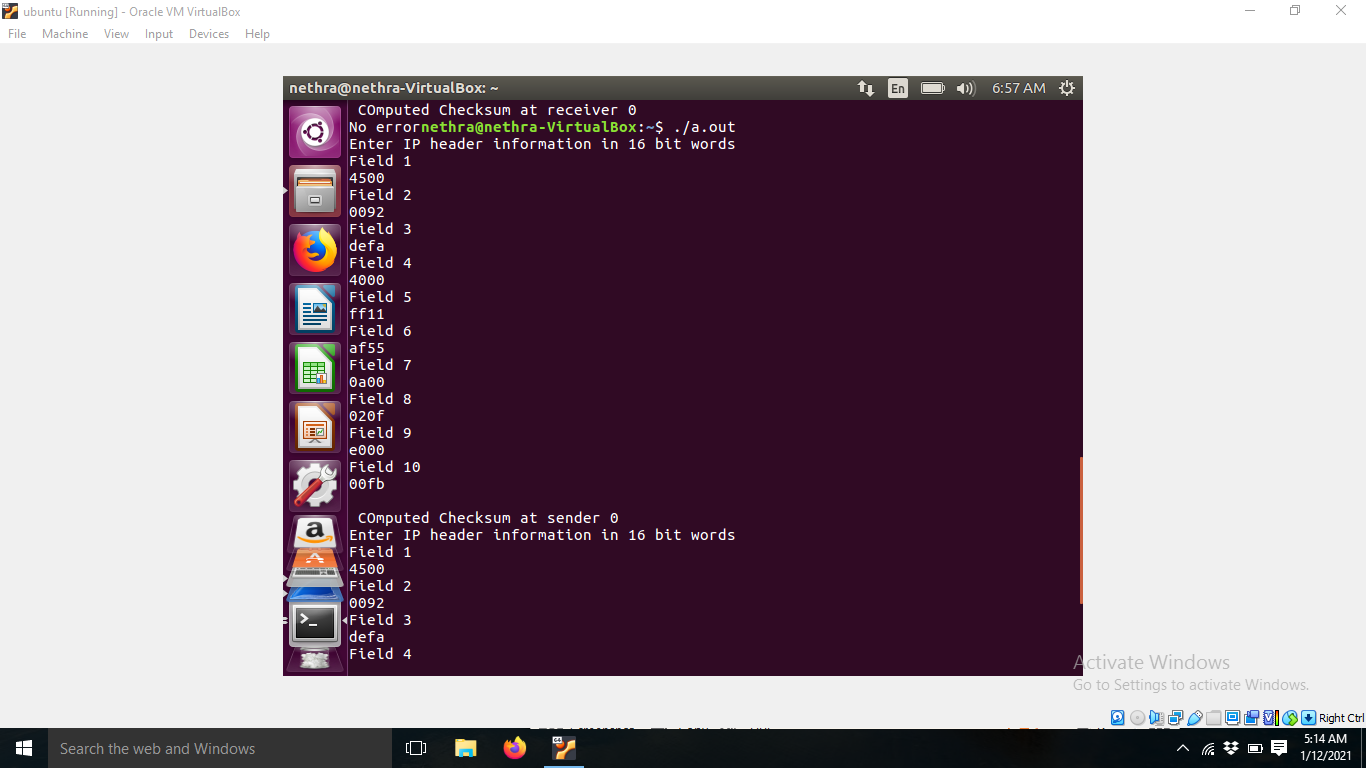 ubuntu [Running] - Oracle VM VirtualBox
File Machine View Input Devices Help
nethra@nethra-VirtualBox: ~ En 6:57 AM
COmputed Checksum at receiver 0
No errornethra@nethra-VirtualBox:~$ ./a.out
Enter IP header information in 16 bit words
Field 1
4500
Field 2
0092
Field 3
defa
Field 4
4000
Field 5
ff11
Field 6
af55
Field 7
0a00
Field 8
020f
Field 9
e000
Field 10
00fb
COmputed Checksum at sender 0
Enter IP header information in 16 bit words
Field 1
4500
Field 2
0092
Field 3
defa
Field 4
Activate Windows
Go to Settings to activate Windows.
Right Ctrl
Search the web and Windows
5:14 AM
1/12/2021